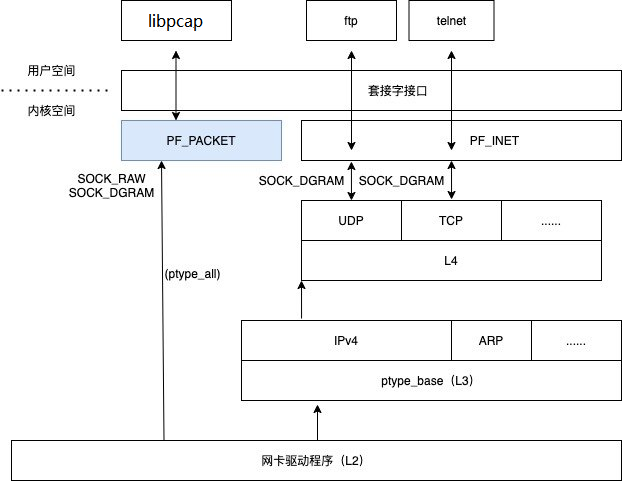 libpcap
ftp
telnet
用户空间
套接字接口
内核空间
PF_PACKET
PF_INET
SOCK_RAW
SOCK_DGRAM
SOCK_DGRAM
SOCK_DGRAM
UDP
TCP
......
L4
(ptype_all)
IPv4
ARP
......
ptype_base（L3）
网卡驱动程序（L2）